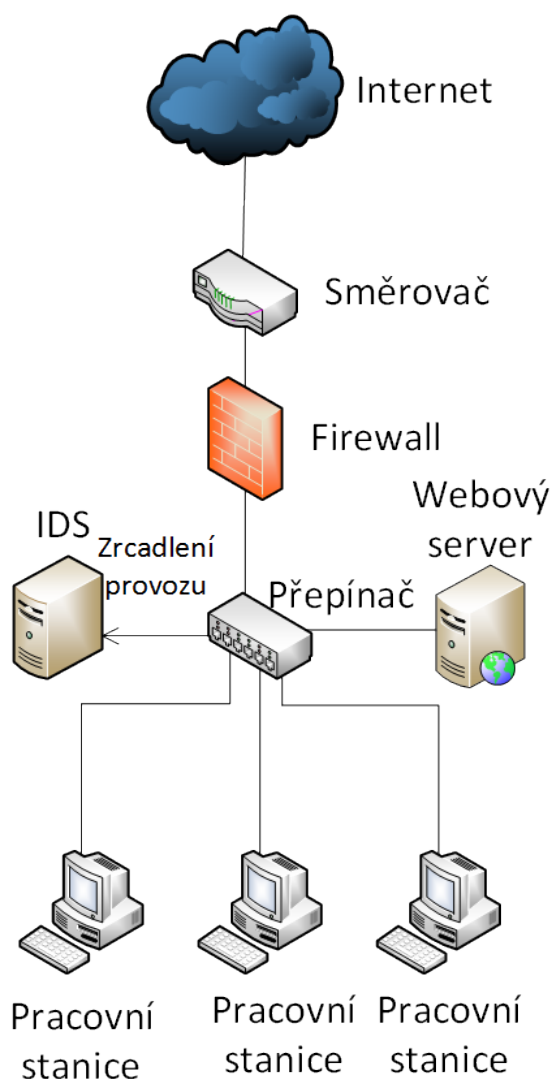 Internet
Směrovač
Firewall
Webový
server
IDS
Zrcadlení
provozu
Přepínač
Pracovní
stanice
Pracovní
stanice
Pracovní
stanice